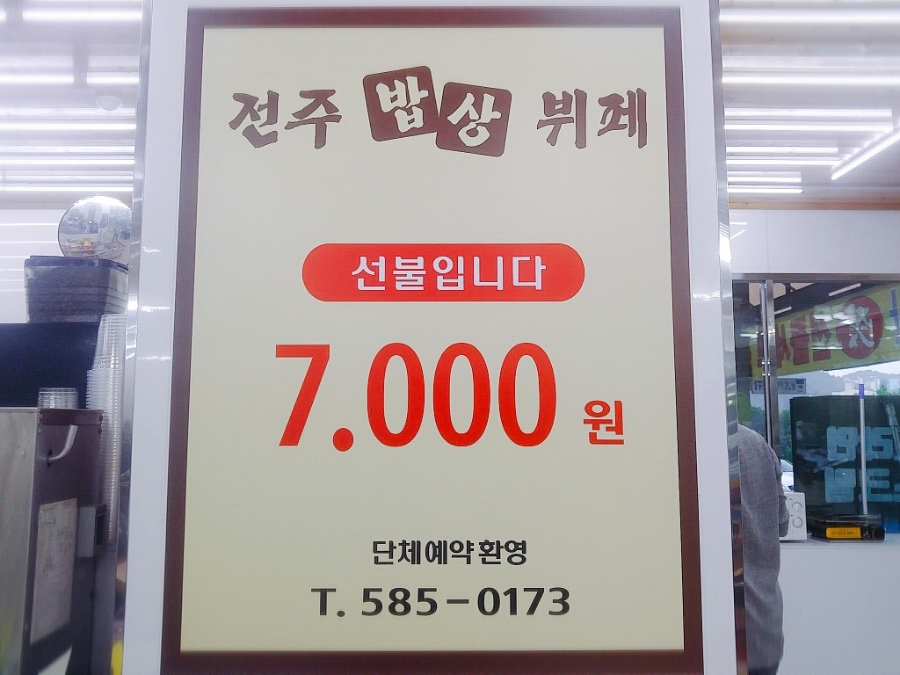 전주 밥상 뷔페
선불입니다
7.000 원
단체예약환영
T. 585-0173